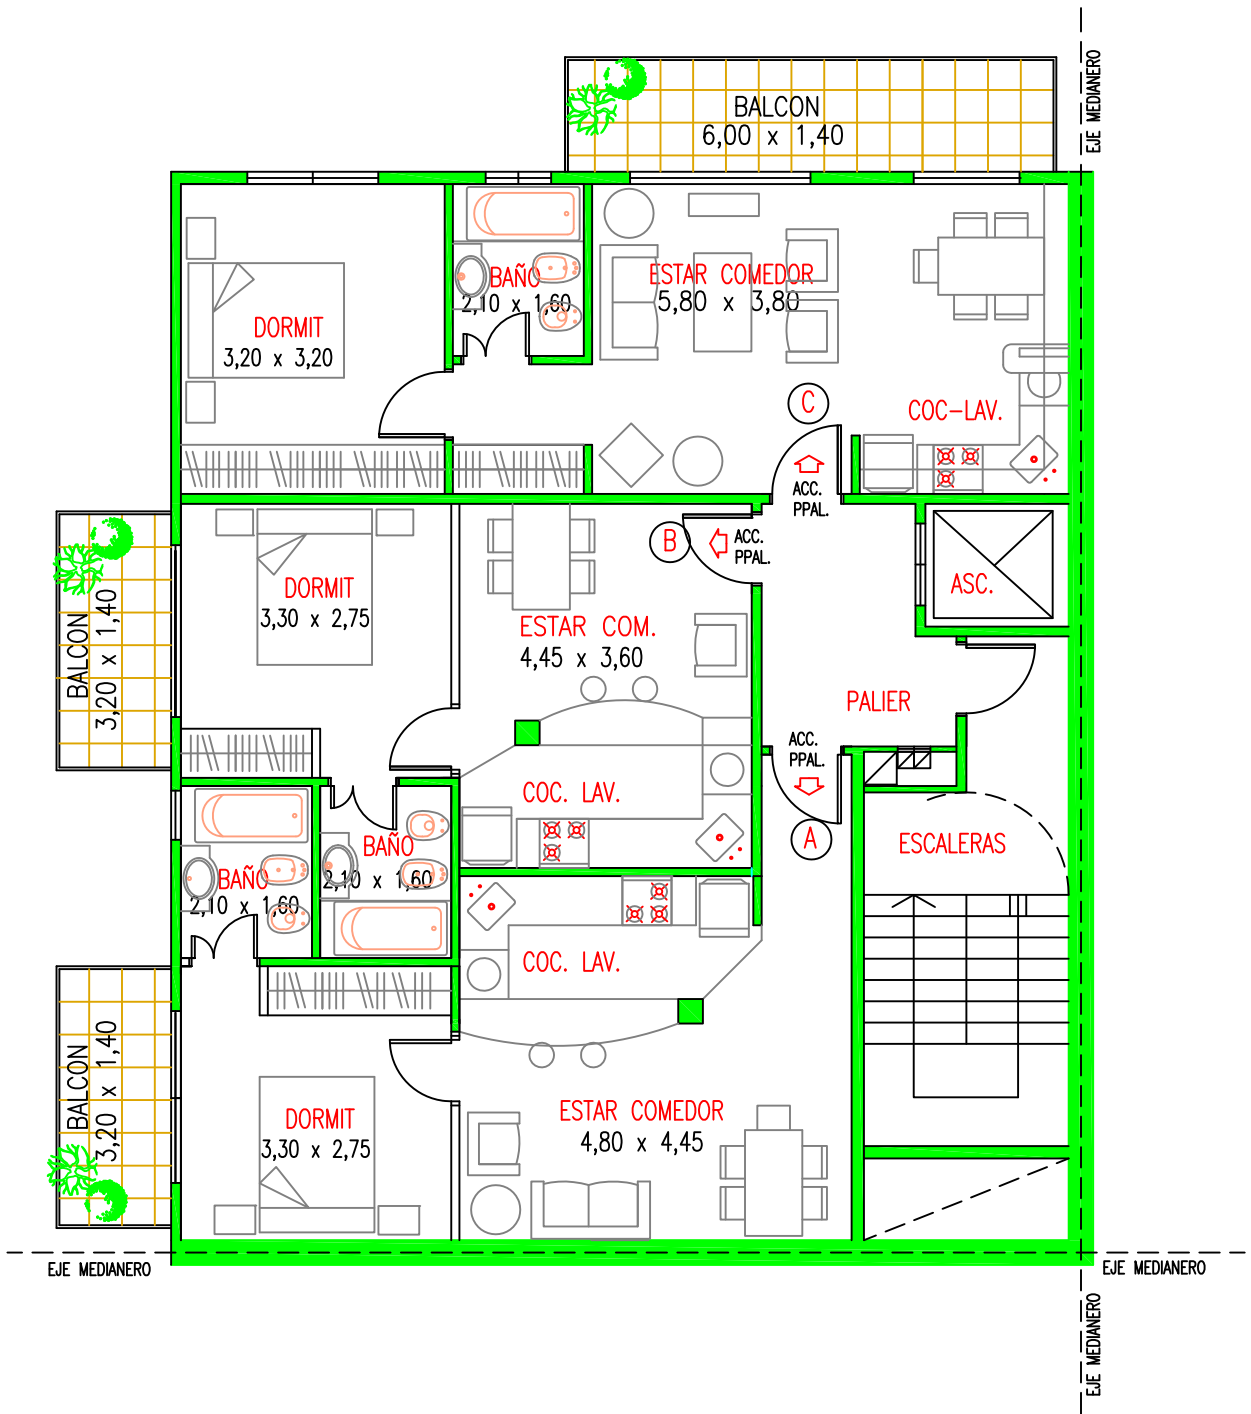 EJE MEDIANERO
BALCON
6,00 x 1,40
BAÑO
2,10 x 1,60
ESTAR COMEDOR
5,80 x 3,80
DORMIT
3,20 x 3,20
C
COC-LAV.
ACC.
PPAL.
B
ACC.
PPAL.
DORMIT
3,30 x 2,75
ASC.
BALCON
3,20 x 1,40
ESTAR COM.
4,45 x 3,60
PALIER
ACC.
PPAL.
COC. LAV.
A
ESCALERAS
BAÑO
2,10 x 1,60
BAÑO
2,10 x 1,60
COC. LAV.
BALCON
3,20 x 1,40
DORMIT
3,30 x 2,75
ESTAR COMEDOR
4,80 x 4,45
EJE MEDIANERO
EJE MEDIANERO
EJE MEDIANERO